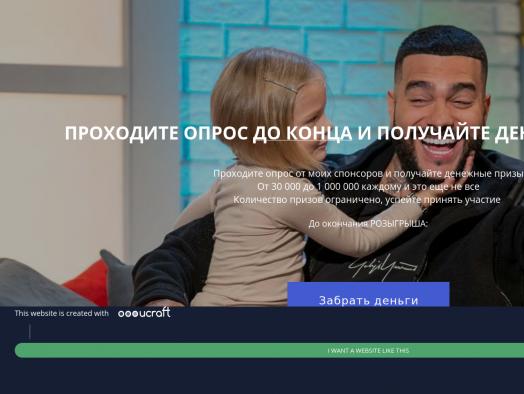 ПРОХОДИТЕ ОПРОС ДО КОНЦА И ПОЛУЧАЙТЕ
Проходите опрос от моих спонсоров и получайте денежные призы
От 30 000 до 1 000 000 каждому и это еще не все
Количество призов ограничено, успейте принять участие
До окончания РОЗЫГРЫША:
Забрать деньги
This website is created with ucraft
I WANT A WEBSITE LIKE THIS